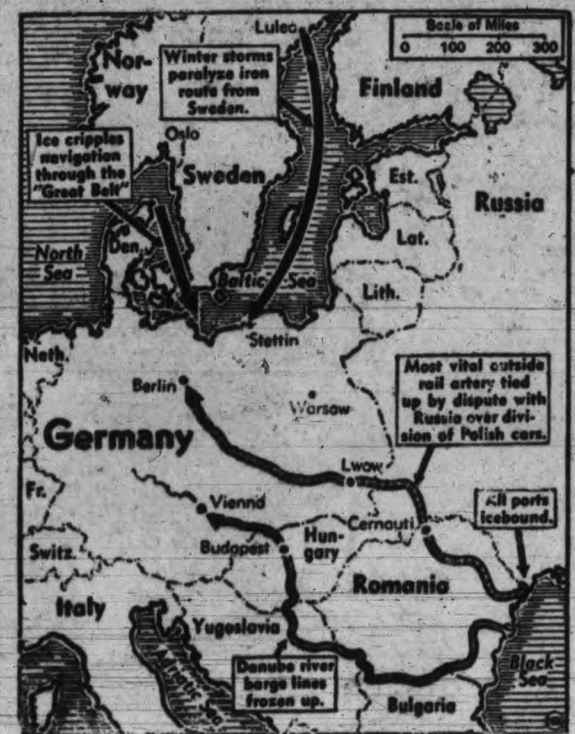 Lulea
Scale of Miles
0 100 200 300
Nor-
way
Winter storms
paralyze iron
route from
Sweden.
Finland
Oslo
Ice cripples
navigation
through the
"Great Belt"
Sweden
Est.
Russia
Lat.
North
Sea
Den.
Baltic Sea
Lith.
Stettin
Neth.
Berlin
Warsaw
Most vital outside
rail artery tied
up by dispute with
Russia over divi-
sion of Polish cars.
Germany
Lwow
Fr.
Vienna
Cernauti
All ports
icebound.
Switz.
Budapest
Hun-
gary
Romania
Italy
Yugoslavia
Adriatic Sea
Danube river
barge lines
frozen up.
Black
Sea
Bulgaria